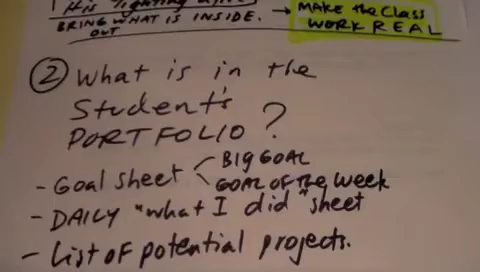 BRING WHAT IS INSIDE. → MAKE the Class
OUT WORK REAL
② What is in the
Student's
PORTFOLIO?
- Goal sheet < BIG GOAL
GOAL OF the Week
- DAILY "what I did" sheet
- List of potential projects.